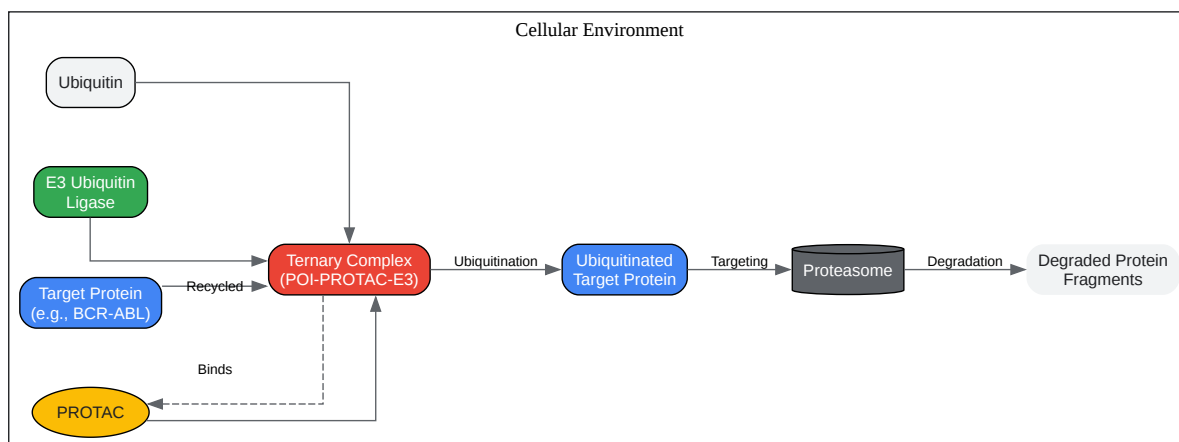 Cellular Environment
Ubiquitin
E3 Ubiquitin
Ligase
Target Protein
(e.g., BCR-ABL)
Recycled
Ternary Complex
(POI-PROTAC-E3)
Ubiquitination
Ubiquitinated
Target Protein
Targeting
Proteasome
Degradation
Degraded Protein
Fragments
Binds
PROTAC